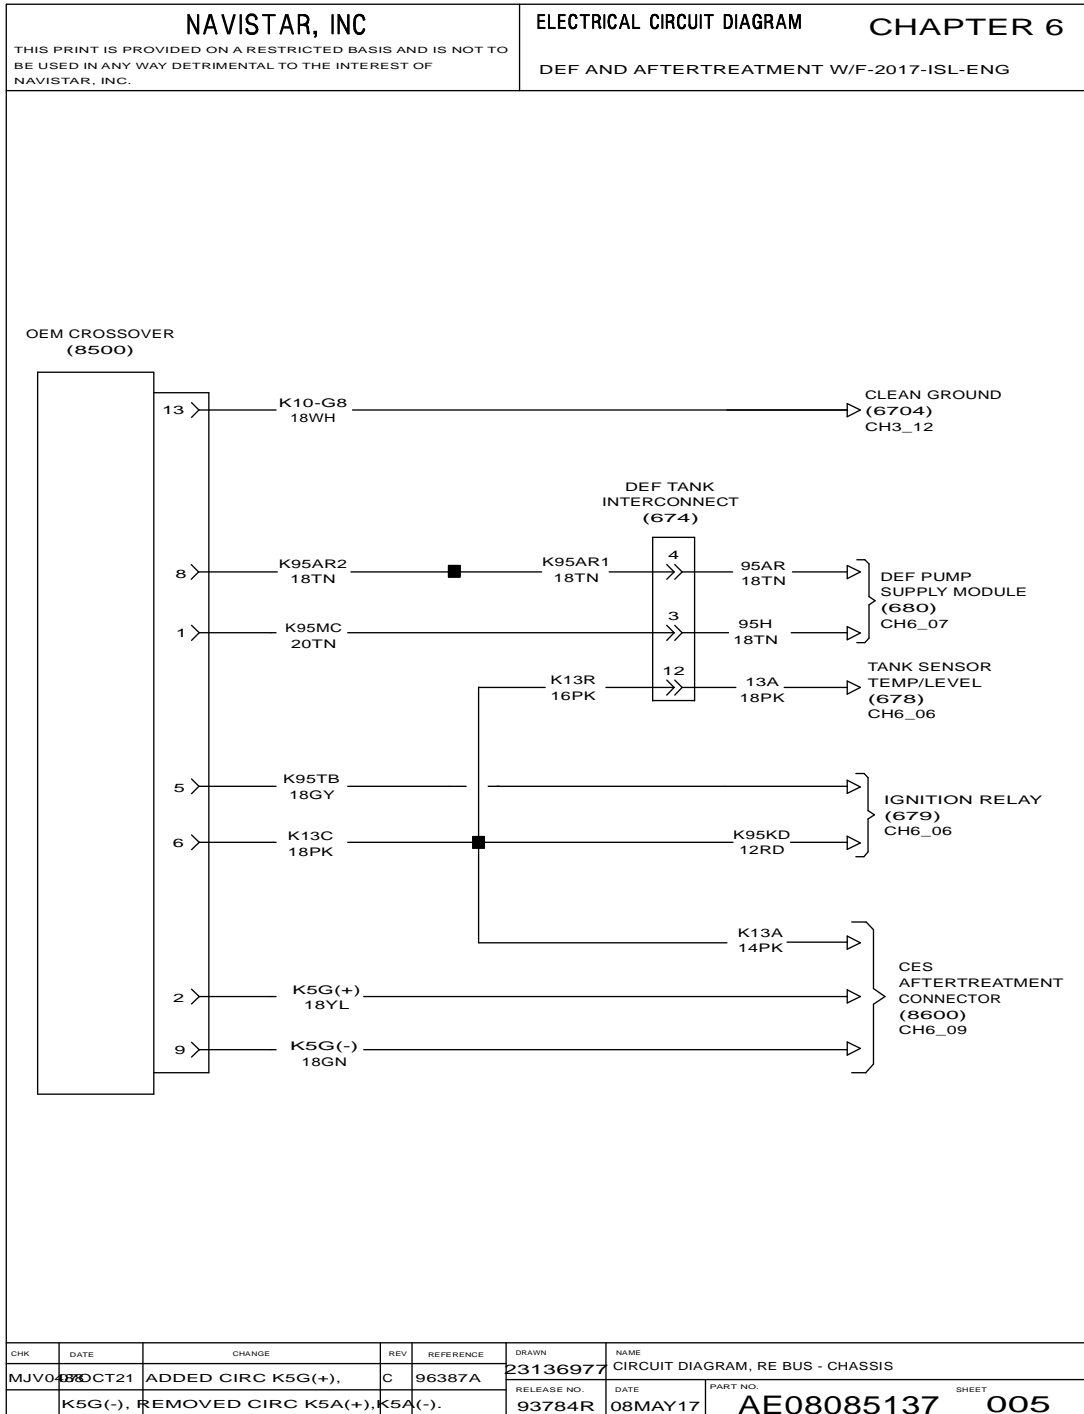 NAVISTAR, INC
THIS PRINT IS PROVIDED ON A RESTRICTED BASIS AND IS NOT TO
BE USED IN ANY WAY DETRIMENTAL TO THE INTEREST OF
NAVISTAR, INC.
ELECTRICAL CIRCUIT DIAGRAM
CHAPTER 6
DEF AND AFTERTREATMENT W/F-2017-ISL-ENG
OEM CROSSOVER
(8500)
13
K10-G8
18WH
CLEAN GROUND
(6704)
CH3_12
DEF TANK
INTERCONNECT
(674)
8
K95AR2
18TN
K95AR1
18TN
4
95AR
18TN
DEF PUMP
SUPPLY MODULE
(680)
CH6_07
1
K95MC
20TN
3
95H
18TN
K13R
16PK
12
13A
18PK
TANK SENSOR
TEMP/LEVEL
(678)
CH6_06
5
K95TB
18GY
IGNITION RELAY
(679)
CH6_06
6
K13C
18PK
K95KD
12RD
K13A
14PK
CES
AFTERTREATMENT
CONNECTOR
(8600)
CH6_09
2
K5G(+)
18YL
9
K5G(-)
18GN
CHK DATE CHANGE REV REFERENCE
MJV0488 OCT21 ADDED CIRC K5G(+), C 96387A
K5G(-), REMOVED CIRC K5A(+),K5A(-).
DRAWN
23136977
NAME
CIRCUIT DIAGRAM, RE BUS - CHASSIS
RELEASE NO.
93784R
DATE
08MAY17
PART NO.
AE08085137
SHEET
005